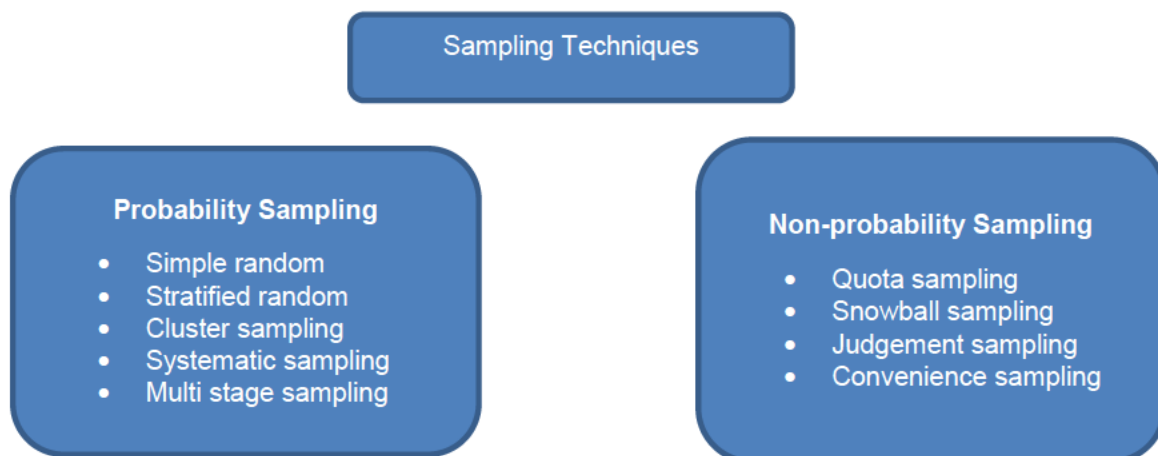 Sampling Techniques
Probability Sampling
• Simple random
• Stratified random
• Cluster sampling
• Systematic sampling
• Multi stage sampling
Non-probability Sampling
• Quota sampling
• Snowball sampling
• Judgement sampling
• Convenience sampling